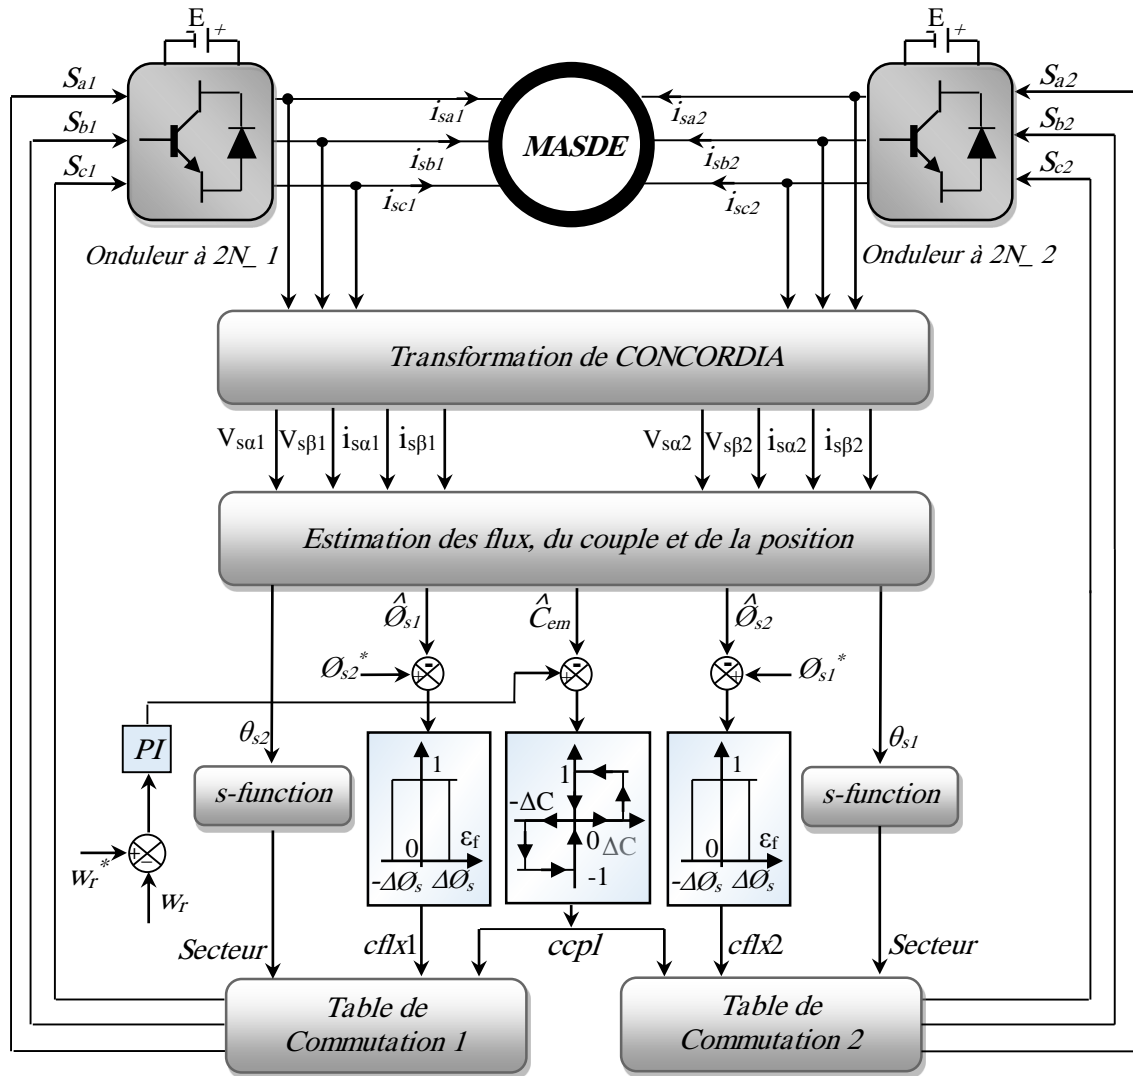 -E +
-E +
Sa1
Sb1
Sc1
isa1
isb1
isc1
MASDE
isa2
isb2
isc2
Sa2
Sb2
Sc2
Onduleur à 2N_ 1
Onduleur à 2N_ 2
Transformation de CONCORDIA
Vsα1 Vsβ1 isα1 isβ1
Vsα2 Vsβ2 isα2 isβ2
Estimation des flux, du couple et de la position
Ø̂s1
Ĉem
Ø̂s2
Øs2*
+ -
+ -
- +
Øs1*
PI
θs2
θs1
s-function
s-function
1
0
εf
-ΔØs ΔØs
1
-ΔC
0 ΔC
-1
1
0
εf
-ΔØs ΔØs
+ -
wr*
wr
Secteur
cflx1
ccpl
cflx2
Secteur
Table de
Commutation 1
Table de
Commutation 2